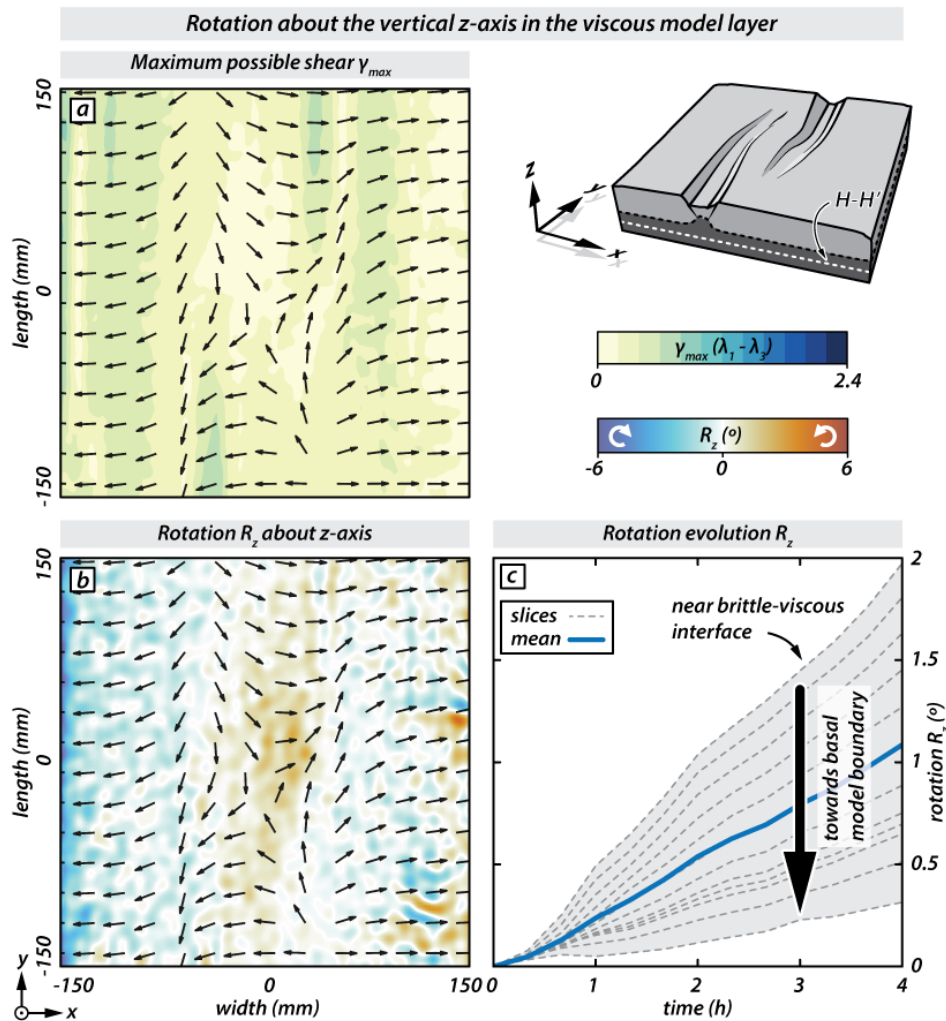 Rotation about the vertical z-axis in the viscous model layer
Maximum possible shear γmax
a
150
0
-150
length (mm)
z
y
x
H-H'
γmax (λ1 - λ3)
0
2.4
Rz (º)
-6
0
6
Rotation Rz about z-axis
b
150
0
-150
length (mm)
-150
0
150
width (mm)
y
x
Rotation evolution Rz
c
slices
mean
near brittle-viscous
interface
towards basal
model boundary
2
1.5
1
0.5
0
rotation Rz (º)
0
1
2
3
4
time (h)